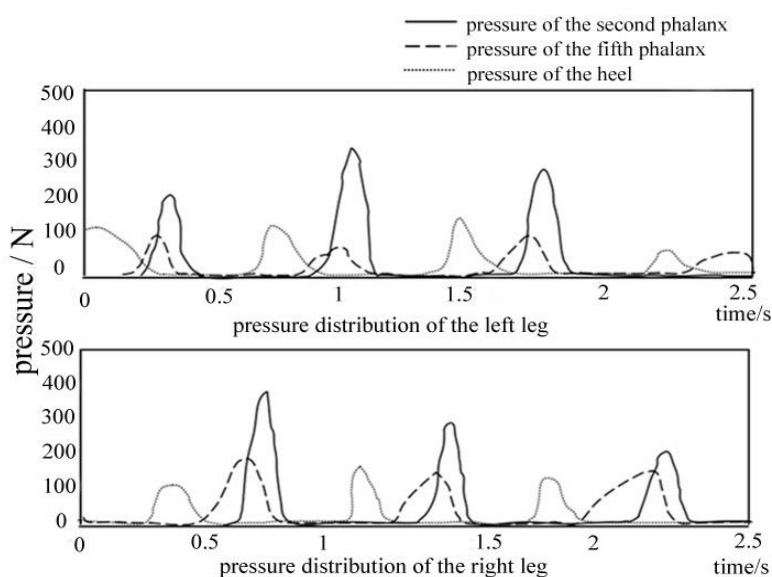 pressure of the second phalanx
pressure of the fifth phalanx
pressure of the heel
pressure / N
500
400
300
200
100
0
0 0.5 1 1.5 2 2.5
time/s
pressure distribution of the left leg
500
400
300
200
100
0
0 0.5 1 1.5 2 2.5
pressure distribution of the right leg time/s